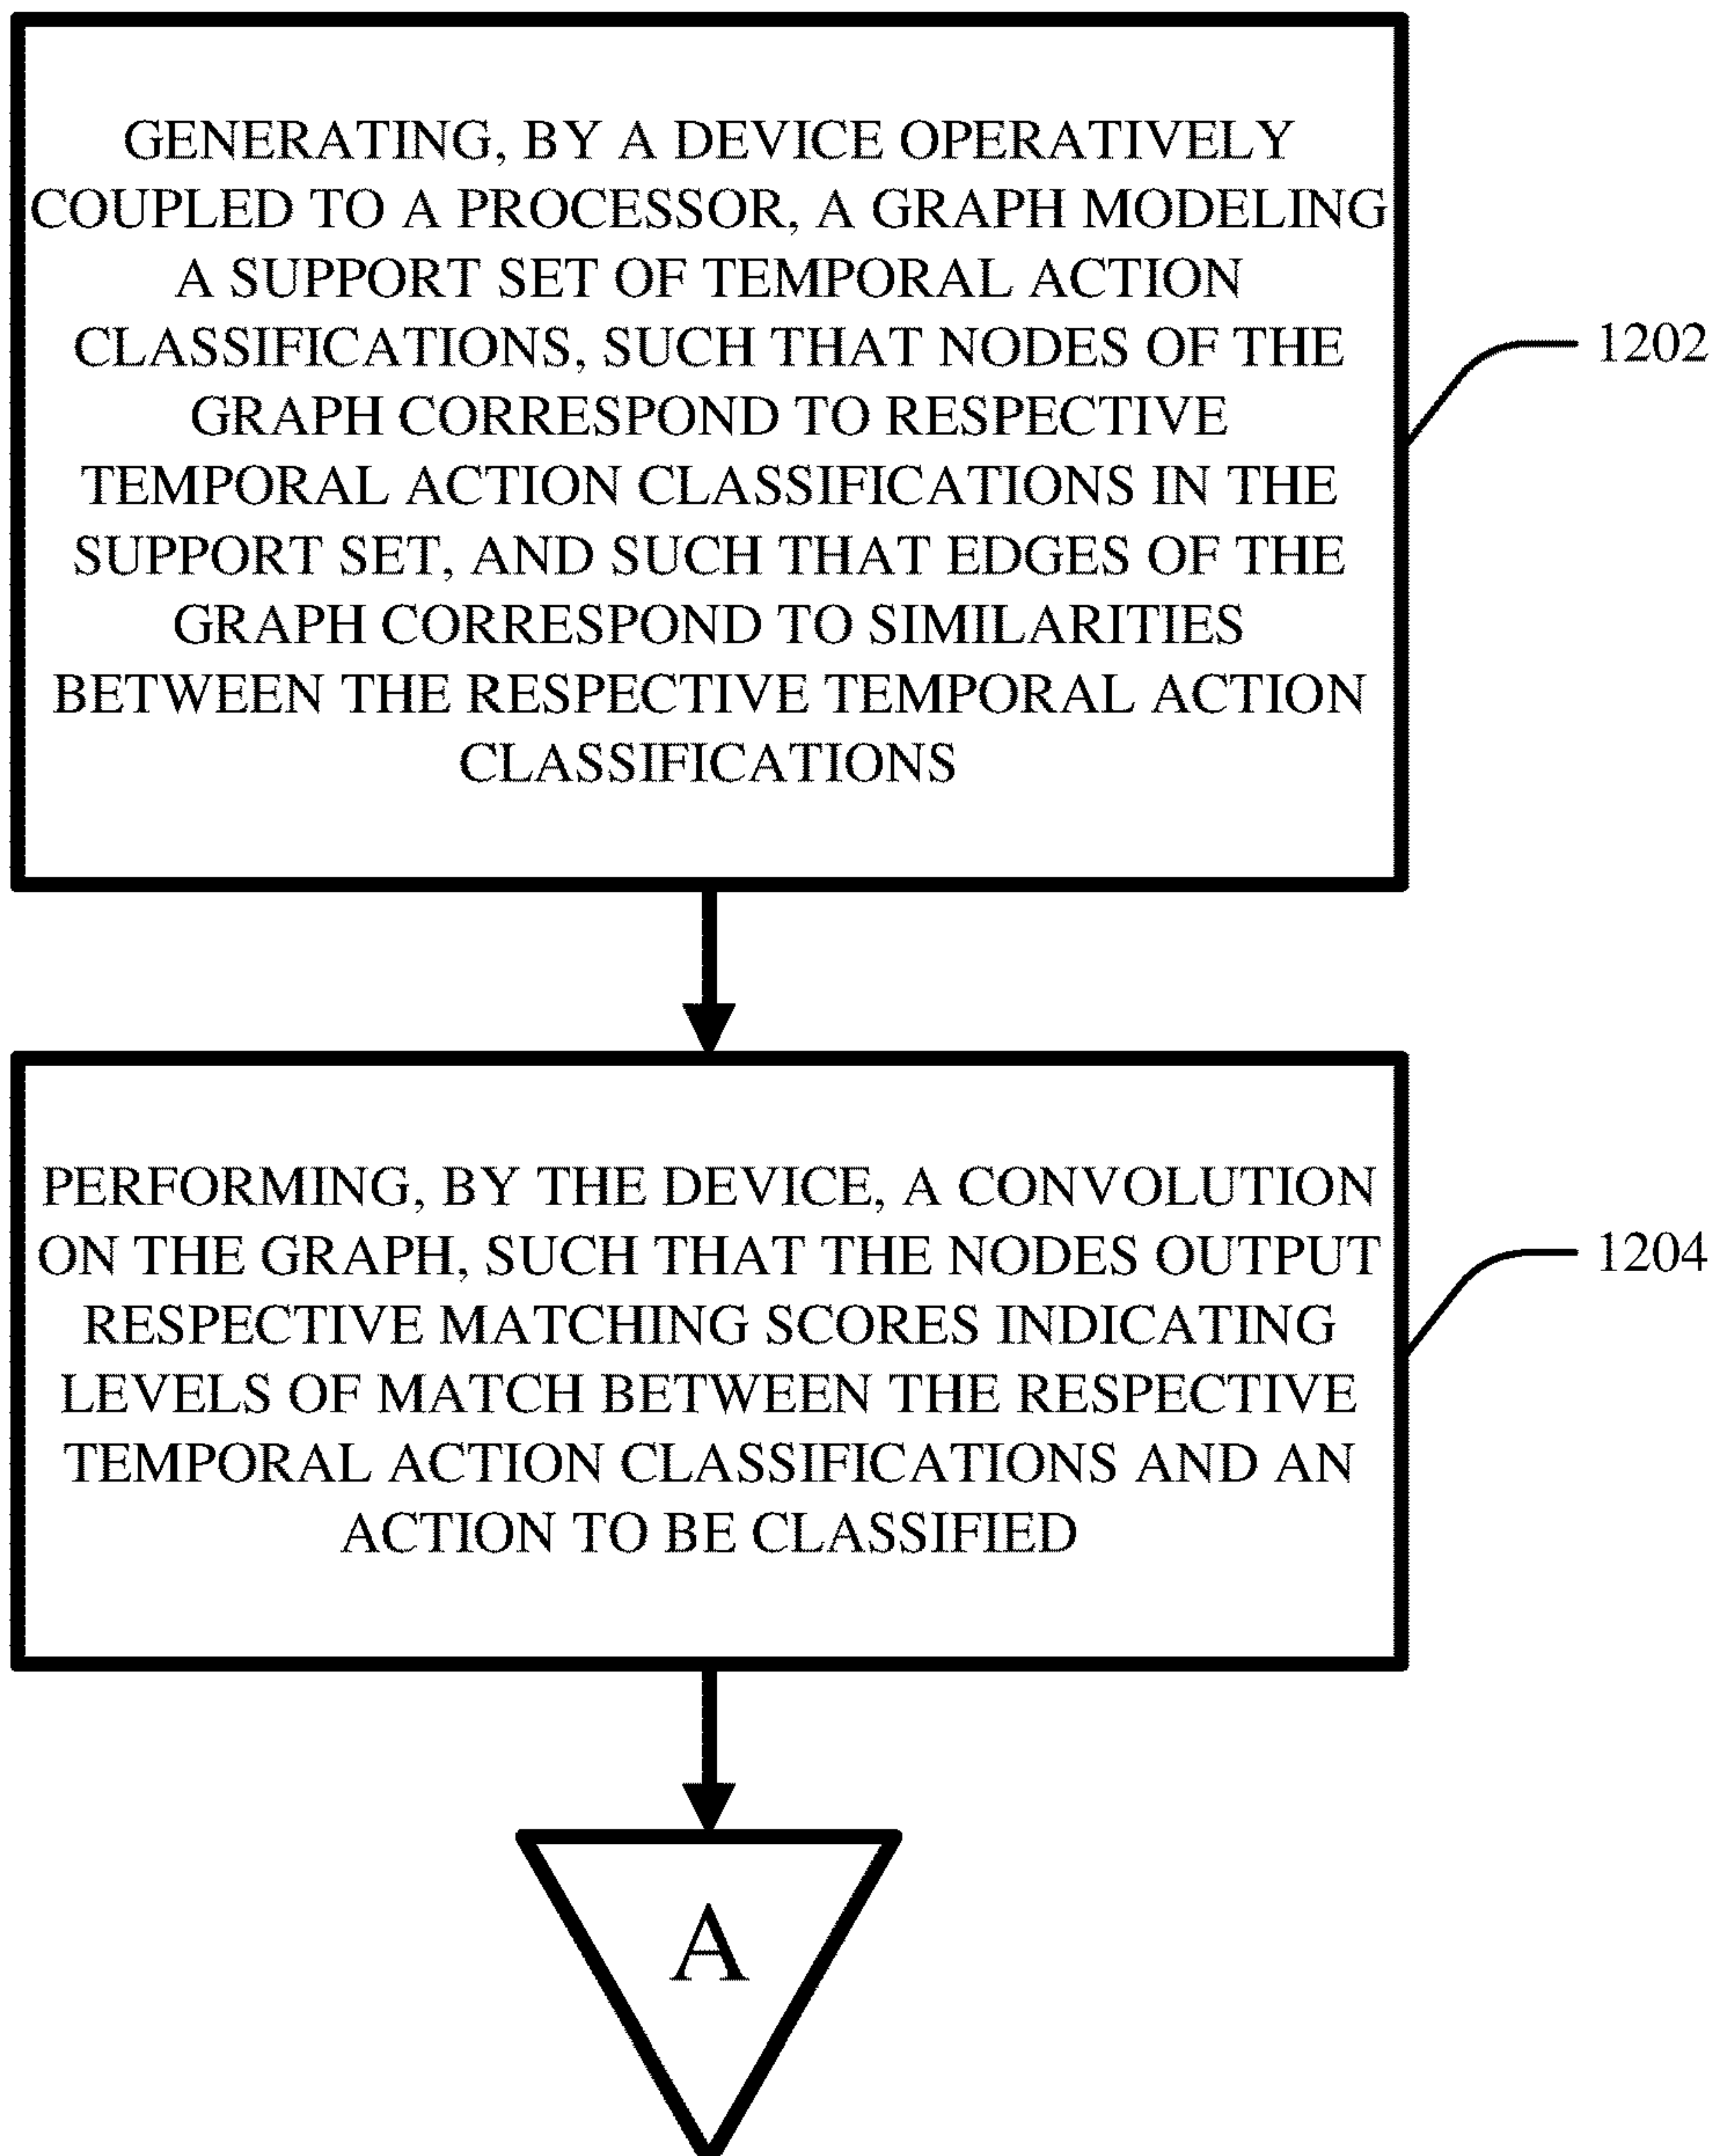 GENERATING, BY A DEVICE OPERATIVELY
COUPLED TO A PROCESSOR, A GRAPH MODELING
A SUPPORT SET OF TEMPORAL ACTION
CLASSIFICATIONS, SUCH THAT NODES OF THE
GRAPH CORRESPOND TO RESPECTIVE
TEMPORAL ACTION CLASSIFICATIONS IN THE
SUPPORT SET, AND SUCH THAT EDGES OF THE
GRAPH CORRESPOND TO SIMILARITIES
BETWEEN THE RESPECTIVE TEMPORAL ACTION
CLASSIFICATIONS
1202
PERFORMING, BY THE DEVICE, A CONVOLUTION
ON THE GRAPH, SUCH THAT THE NODES OUTPUT
RESPECTIVE MATCHING SCORES INDICATING
LEVELS OF MATCH BETWEEN THE RESPECTIVE
TEMPORAL ACTION CLASSIFICATIONS AND AN
ACTION TO BE CLASSIFIED
1204
A